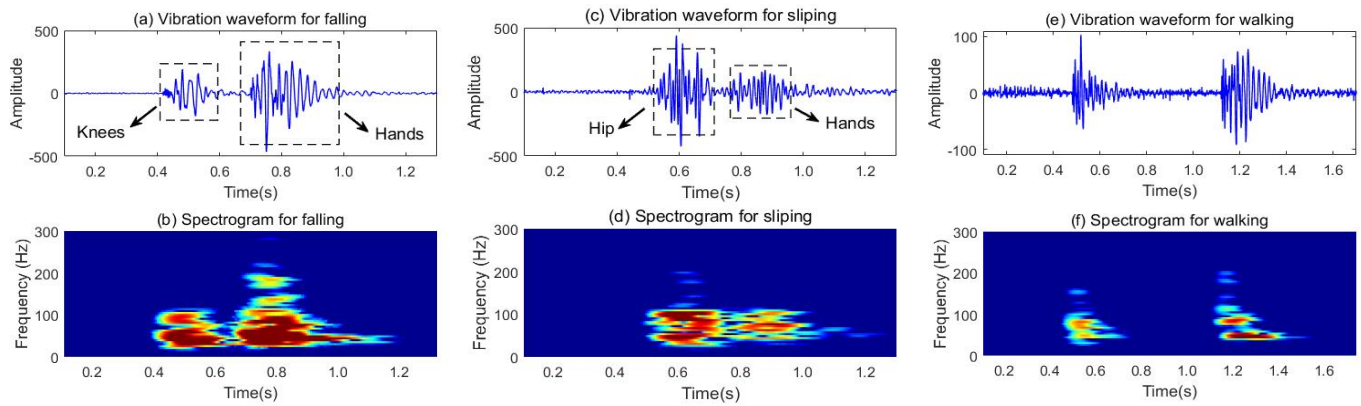 (a) Vibration waveform for falling
500
0
-500
Amplitude
Knees
Hands
0.2 0.4 0.6 0.8 1.0 1.2
Time(s)
(c) Vibration waveform for sliping
500
0
-500
Amplitude
Hip
Hands
0.2 0.4 0.6 0.8 1.0 1.2
Time(s)
(e) Vibration waveform for walking
100
0
-100
Amplitude
0.2 0.4 0.6 0.8 1.0 1.2 1.4 1.6
Time(s)
(b) Spectrogram for falling
300
200
100
0
Frequency (Hz)
0.2 0.4 0.6 0.8 1.0 1.2
Time(s)
(d) Spectrogram for sliping
300
200
100
0
Frequency (Hz)
0.2 0.4 0.6 0.8 1.0 1.2
Time(s)
(f) Spectrogram for walking
300
200
100
0
Frequency (Hz)
0.2 0.4 0.6 0.8 1.0 1.2 1.4 1.6
Time(s)